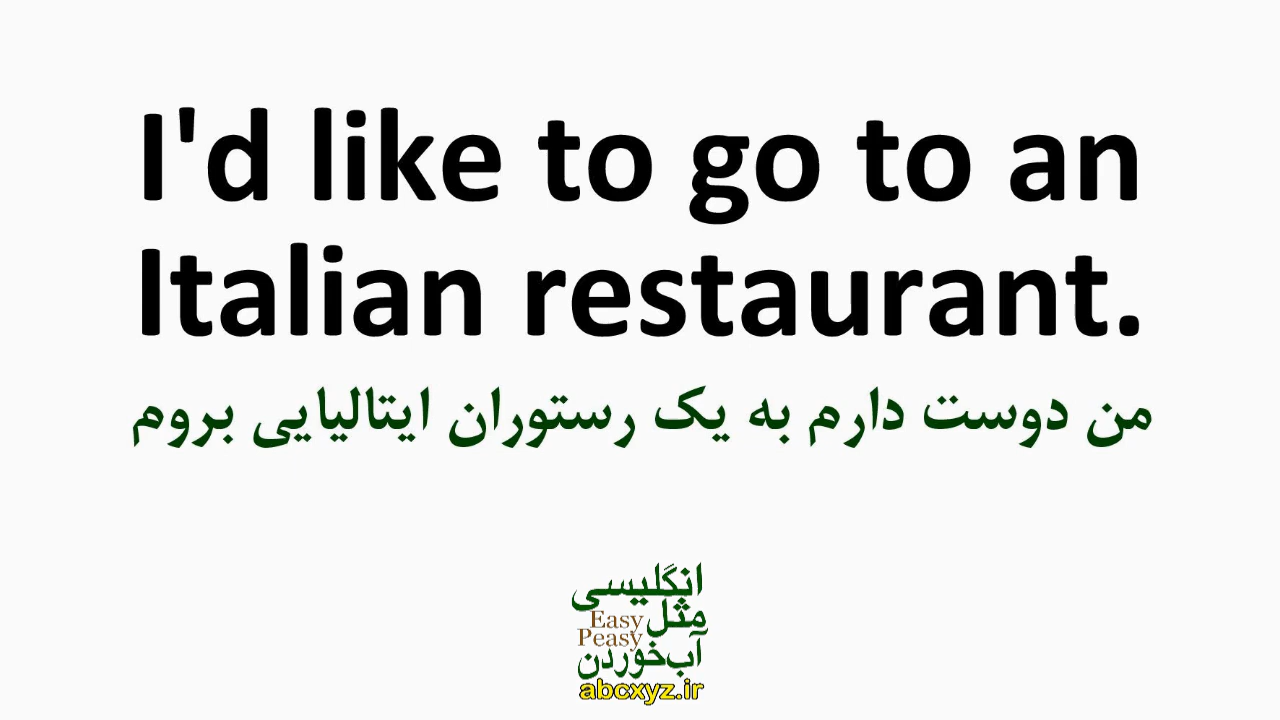 I'd like to go to an
Italian restaurant.
من دوست دارم به یک رستوران ایتالیایی بروم
انگلیسی
مثل
Easy
Peasy
آب‌خوردن
abcxyz.ir